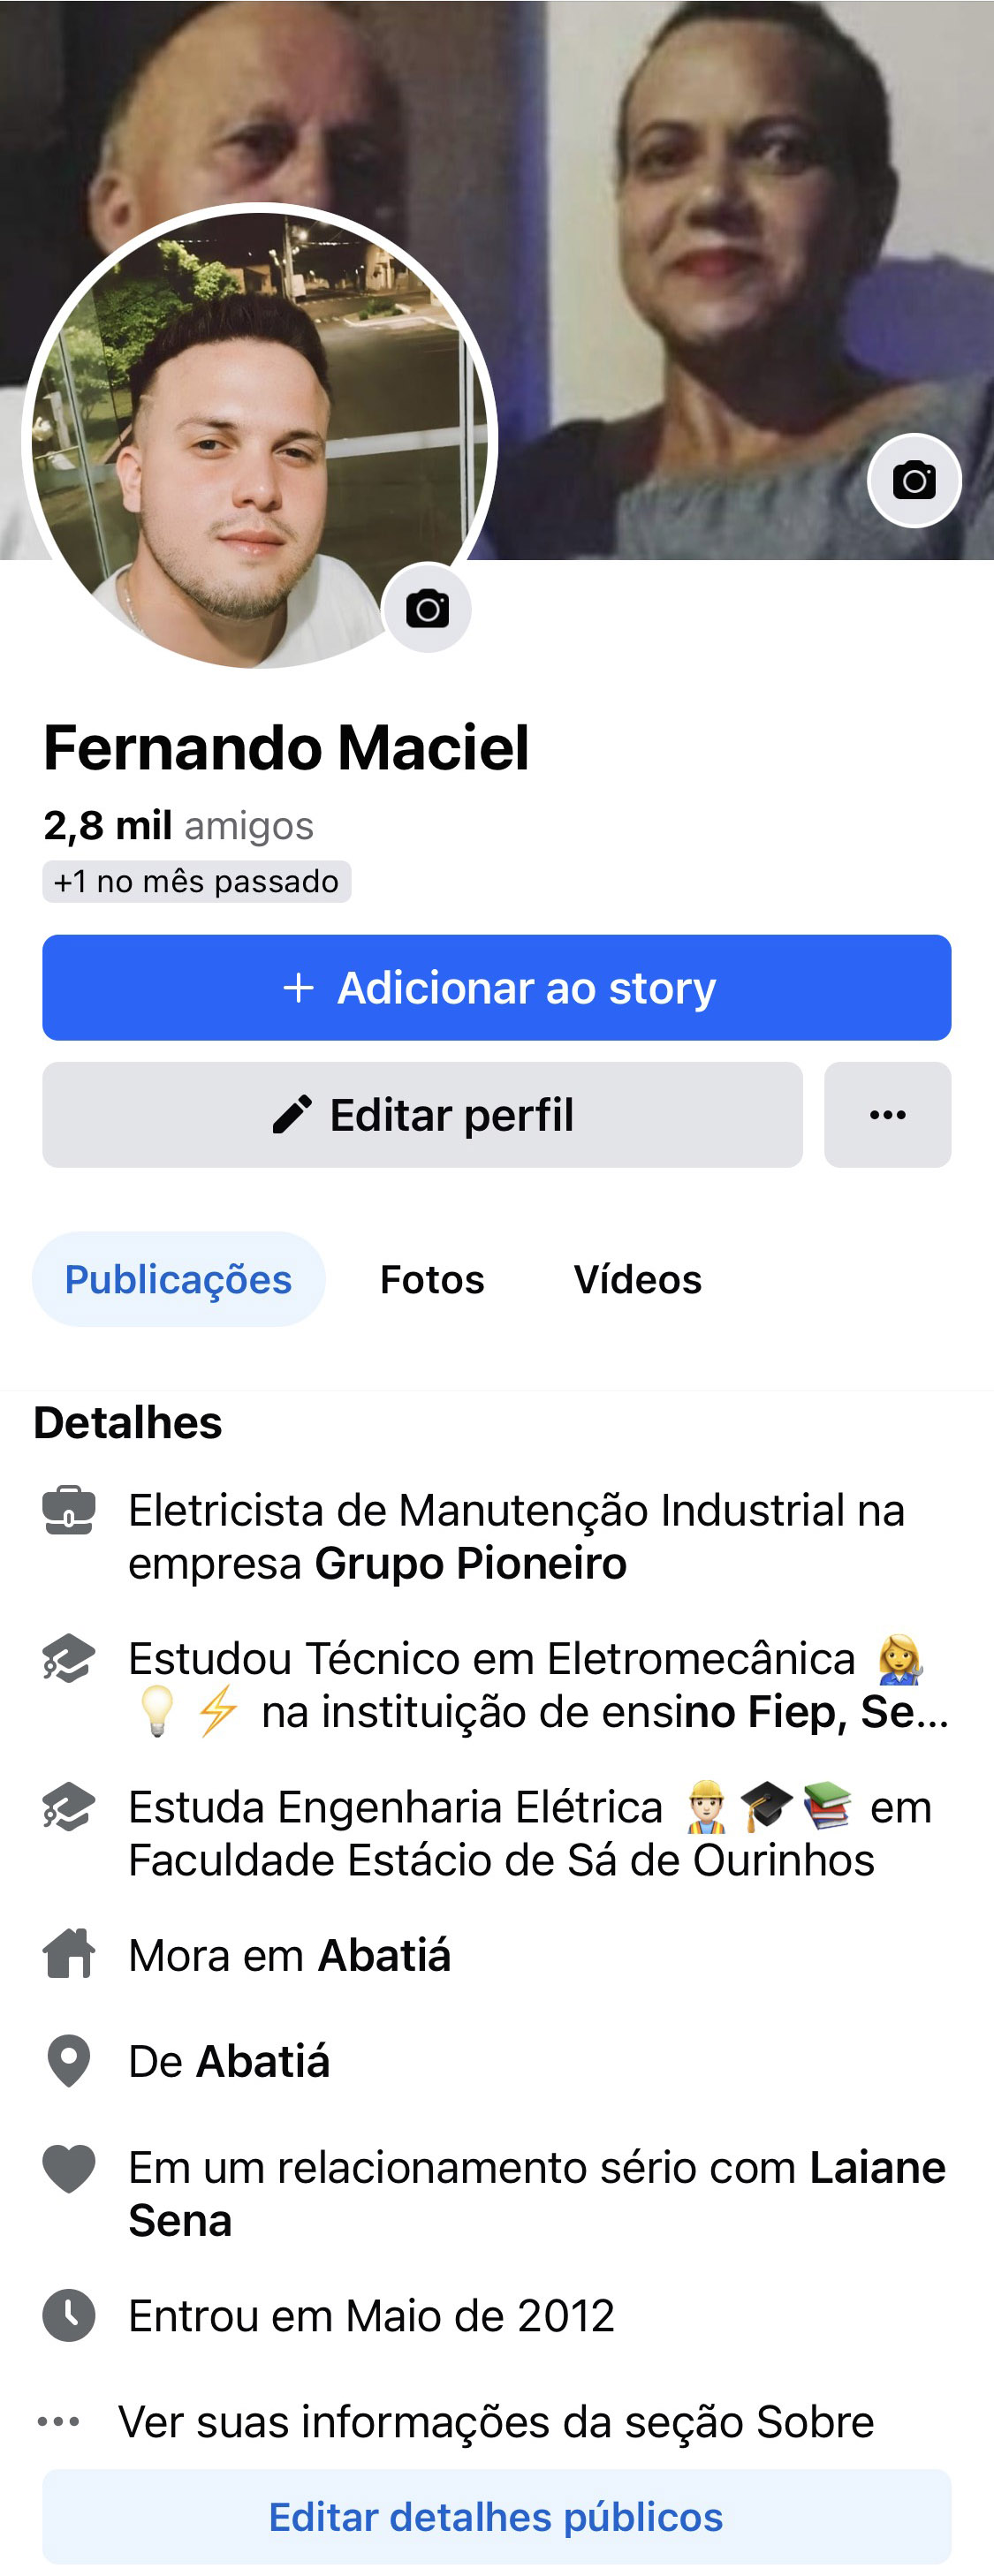 Fernando Maciel
2,8 mil amigos
+1 no mês passado
+ Adicionar ao story
Editar perfil
...
Publicações Fotos Vídeos
Detalhes
Eletricista de Manutenção Industrial na
empresa Grupo Pioneiro
Estudou Técnico em Eletromecânica 👩‍🔧
💡⚡ na instituição de ensino Fiep, Se...
Estuda Engenharia Elétrica 👷🏻‍♂️🎓📚 em
Faculdade Estácio de Sá de Ourinhos
Mora em Abatiá
De Abatiá
Em um relacionamento sério com Laiane
Sena
Entrou em Maio de 2012
... Ver suas informações da seção Sobre
Editar detalhes públicos